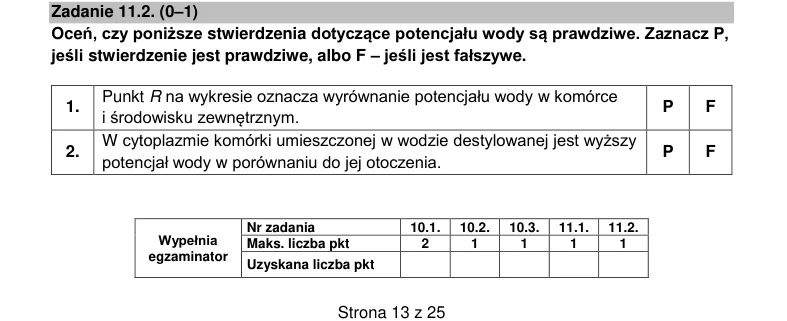 Zadanie 11.2. (0–1)
Oceń, czy poniższe stwierdzenia dotyczące potencjału wody są prawdziwe. Zaznacz P,
jeśli stwierdzenie jest prawdziwe, albo F – jeśli jest fałszywe.
1. Punkt R na wykresie oznacza wyrównanie potencjału wody w komórce
i środowisku zewnętrznym. P F
2. W cytoplazmie komórki umieszczonej w wodzie destylowanej jest wyższy
potencjał wody w porównaniu do jej otoczenia. P F
Wypełnia
egzaminator
Nr zadania 10.1. 10.2. 10.3. 11.1. 11.2.
Maks. liczba pkt 2 1 1 1 1
Uzyskana liczba pkt
Strona 13 z 25